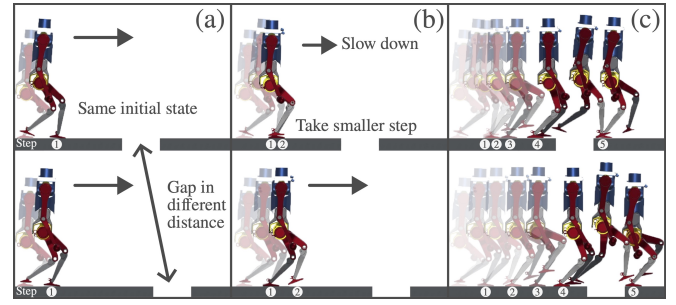 (a)
(b)
(c)
Slow down
Same initial state
Take smaller step
Step 1
1 2
1 2 3 4 5
Gap in
different
distance
Step 1
1 2
1 2 3 4 5